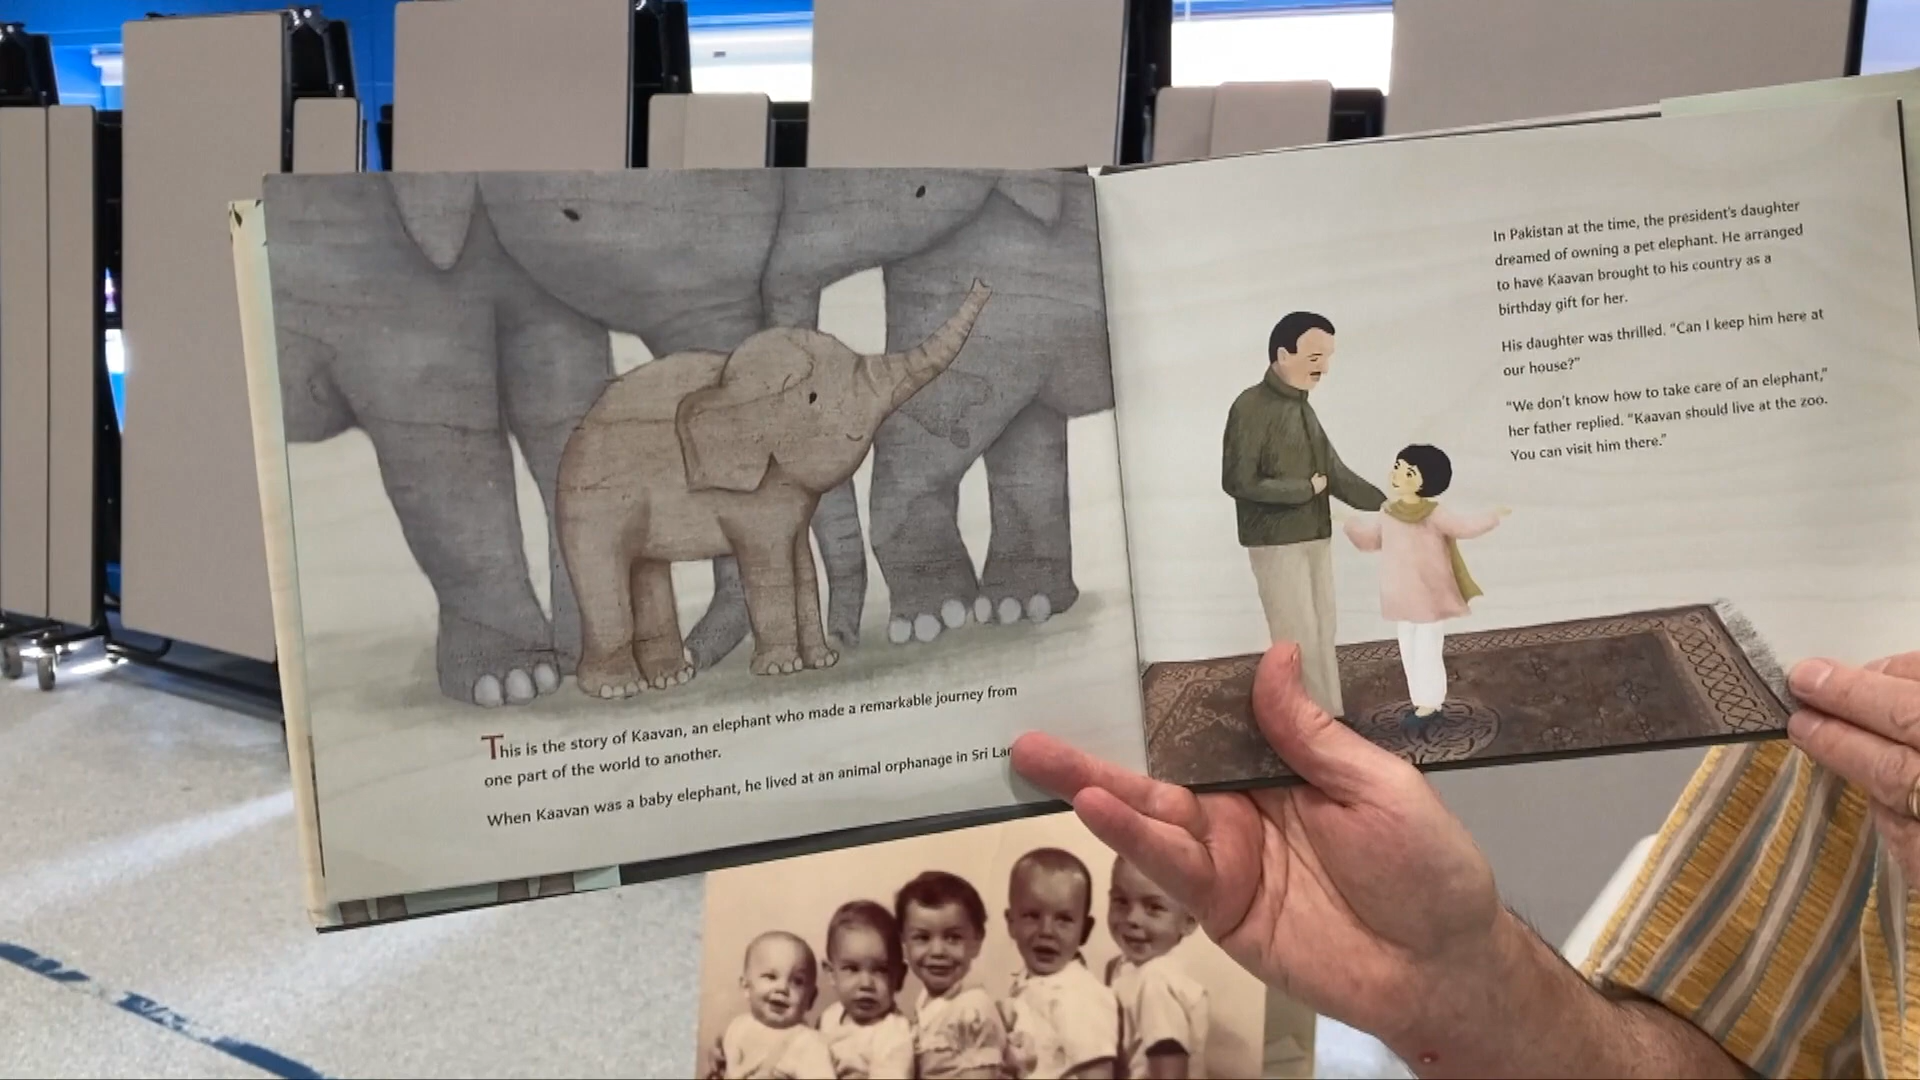 This is the story of Kaavan, an elephant who made a remarkable journey from
one part of the world to another.
When Kaavan was a baby elephant, he lived at an animal orphanage in Sri
In Pakistan at the time, the president's daughter
dreamed of owning a pet elephant. He arranged
to have Kaavan brought to his country as a
birthday gift for her.
His daughter was thrilled. "Can I keep him here at
our house?"
"We don't know how to take care of an elephant,"
her father replied. "Kaavan should live at the zoo.
You can visit him there."